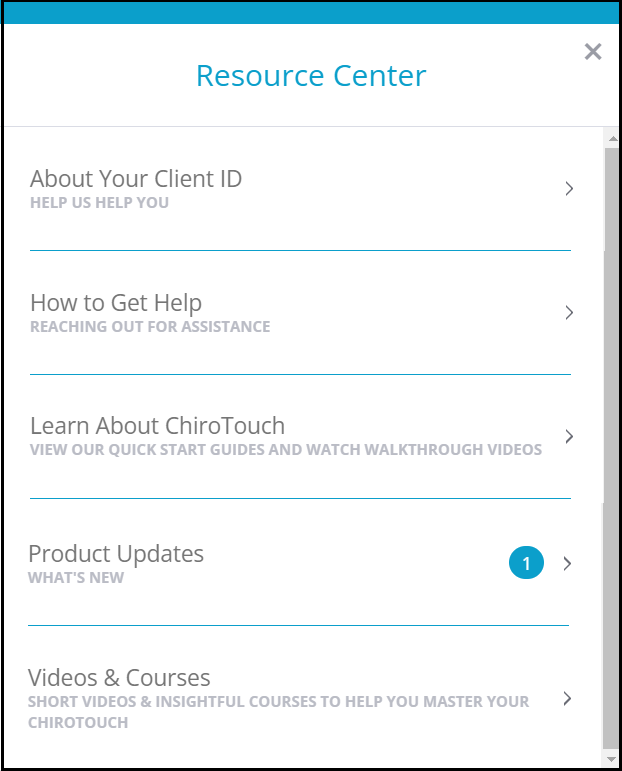 Resource Center
About Your Client ID
HELP US HELP YOU
How to Get Help
REACHING OUT FOR ASSISTANCE
Learn About ChiroTouch
VIEW OUR QUICK START GUIDES AND WATCH WALKTHROUGH VIDEOS
Product Updates
1
WHAT'S NEW
Videos & Courses
SHORT VIDEOS & INSIGHTFUL COURSES TO HELP YOU MASTER YOUR
CHIROTOUCH